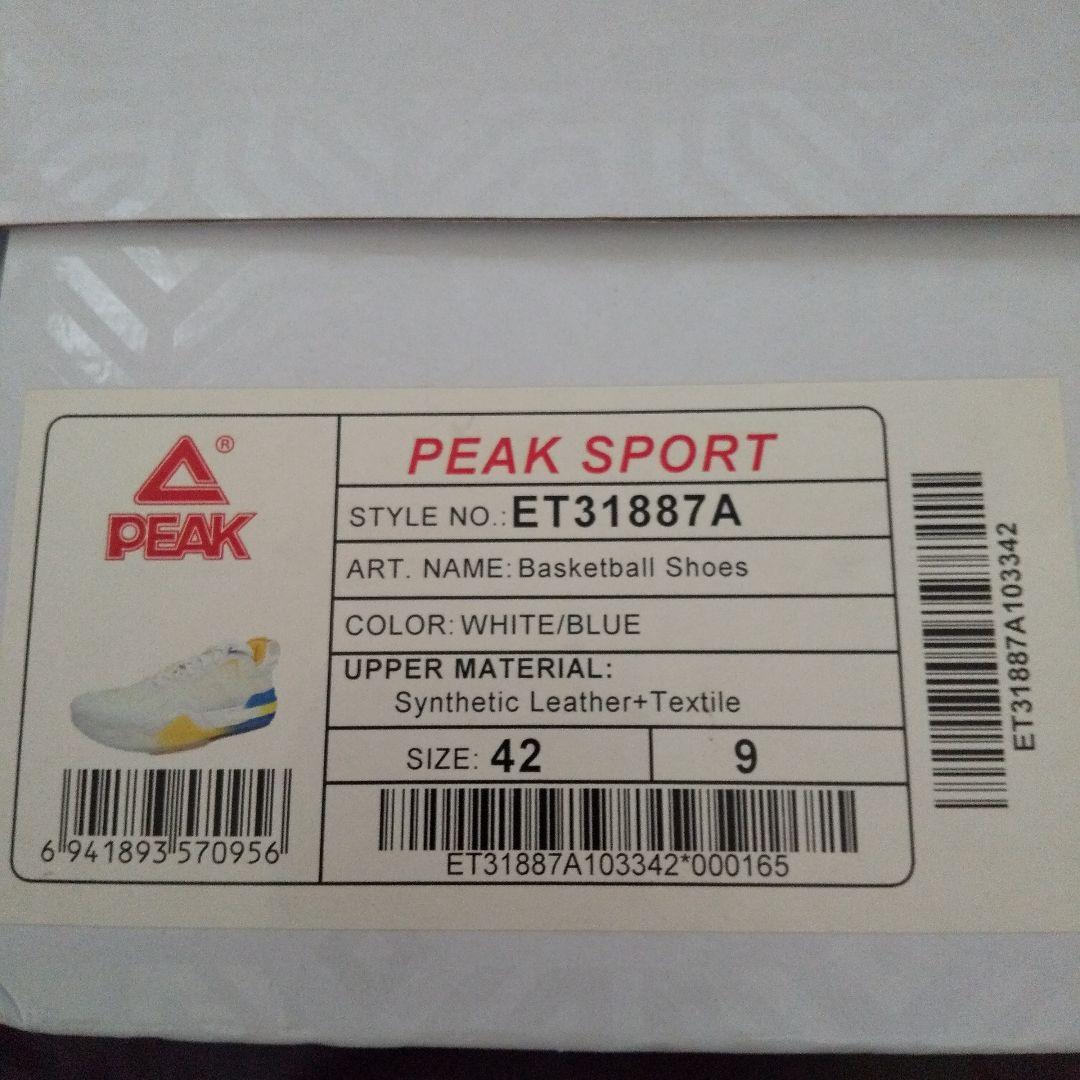 ®
PEAK
PEAK SPORT
STYLE NO.: ET31887A
ART. NAME: Basketball Shoes
COLOR: WHITE/BLUE
UPPER MATERIAL:
Synthetic Leather+Textile
SIZE: 42
9
6 941893 570956
ET31887A103342*000165
ET31887A103342